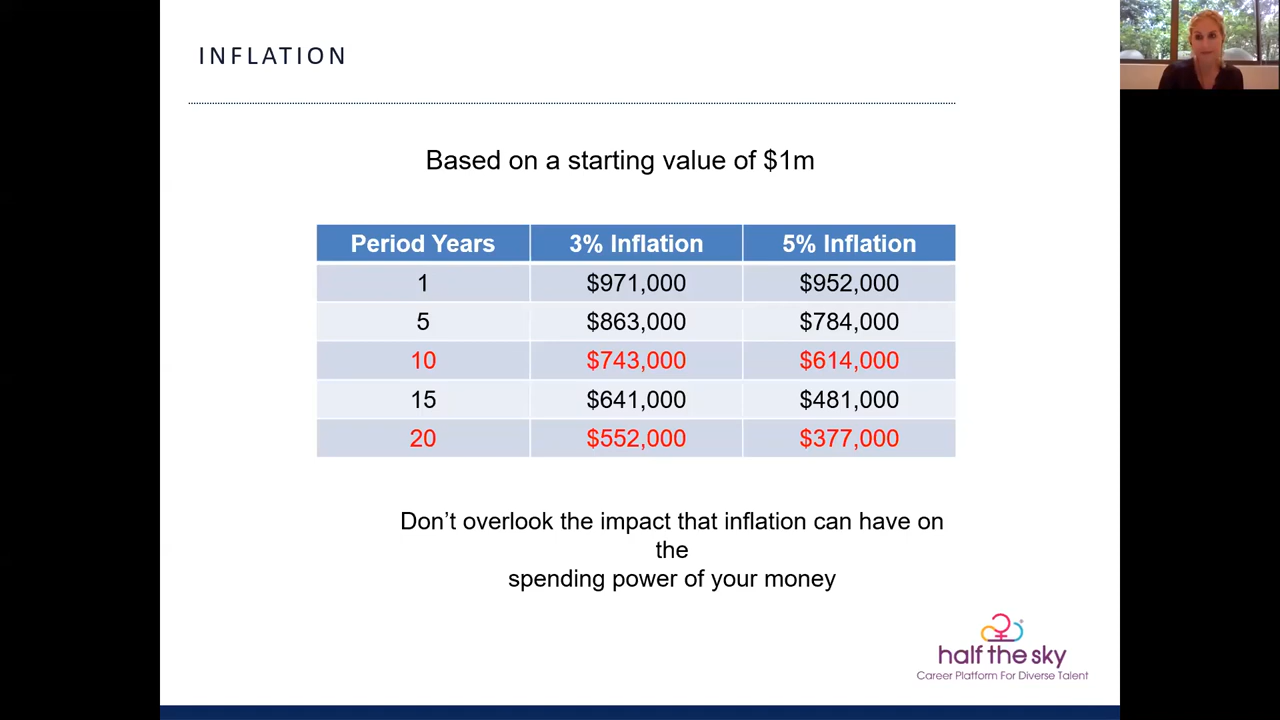 INFLATION
Based on a starting value of $1m
Period Years 3% Inflation 5% Inflation
1 $971,000 $952,000
5 $863,000 $784,000
10 $743,000 $614,000
15 $641,000 $481,000
20 $552,000 $377,000
Don’t overlook the impact that inflation can have on
the
spending power of your money
half the sky
Career Platform For Diverse Talent